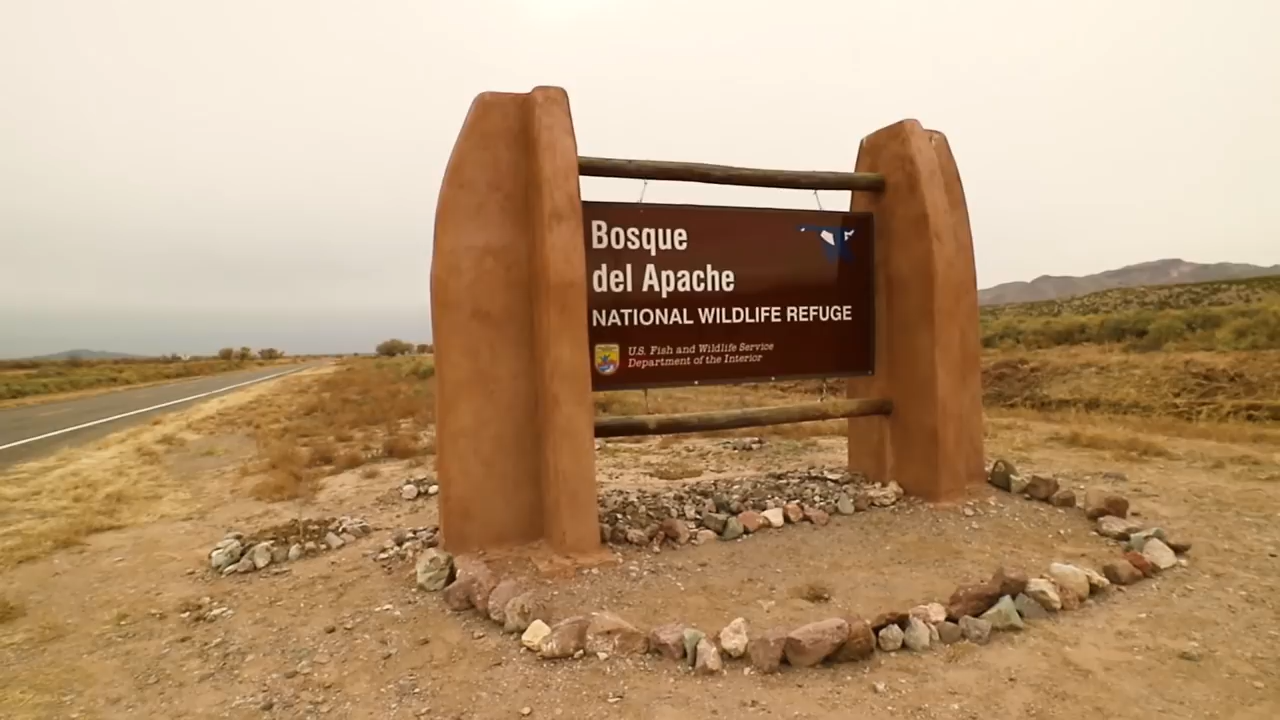 Bosque
del Apache
NATIONAL WILDLIFE REFUGE
U.S. Fish and Wildlife Service
Department of the Interior